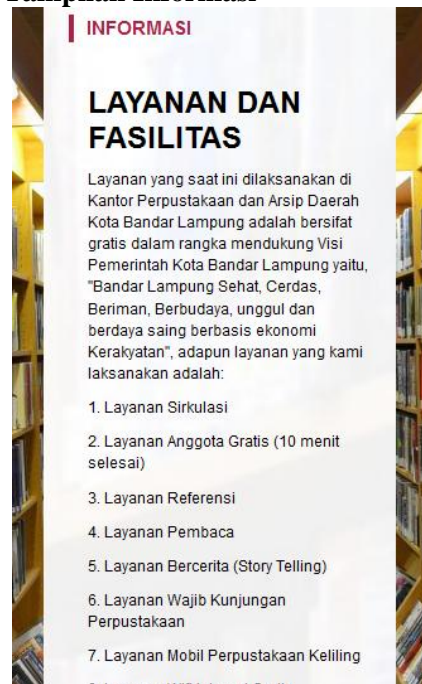 INFORMASI
LAYANAN DAN
FASILITAS
Layanan yang saat ini dilaksanakan di
Kantor Perpustakaan dan Arsip Daerah
Kota Bandar Lampung adalah bersifat
gratis dalam rangka mendukung Visi
Pemerintah Kota Bandar Lampung yaitu,
"Bandar Lampung Sehat, Cerdas,
Beriman, Berbudaya, unggul dan
berdaya saing berbasis ekonomi
Kerakyatan", adapun layanan yang kami
laksanakan adalah:
1. Layanan Sirkulasi
2. Layanan Anggota Gratis (10 menit
selesai)
3. Layanan Referensi
4. Layanan Pembaca
5. Layanan Bercerita (Story Telling)
6. Layanan Wajib Kunjungan
Perpustakaan
7. Layanan Mobil Perpustakaan Keliling